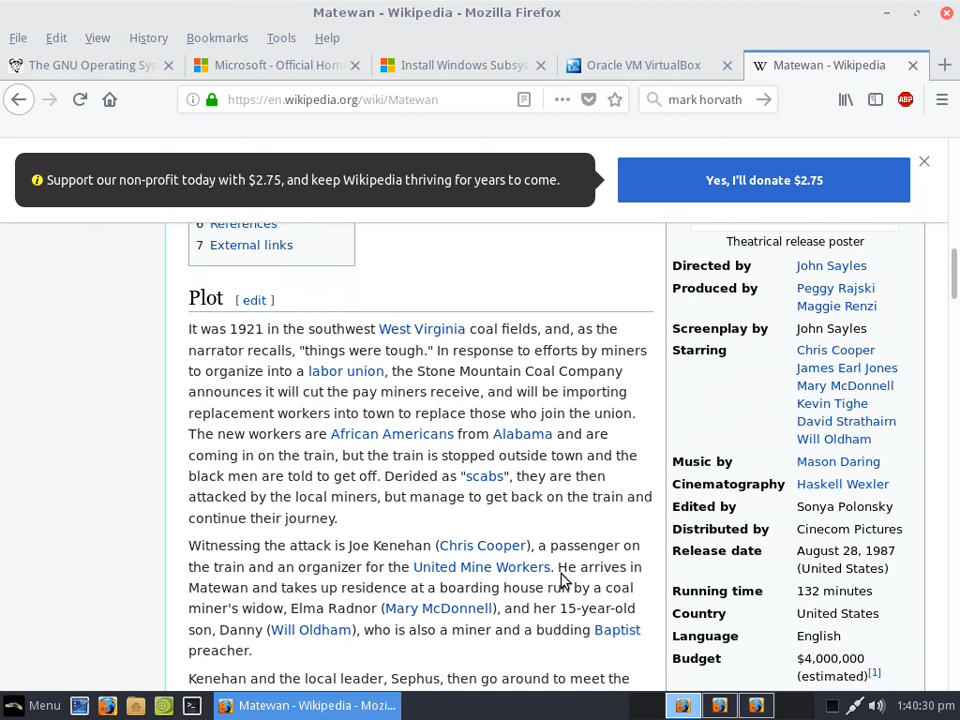 Matewan - Wikipedia - Mozilla Firefox
File Edit View History Bookmarks Tools Help
The GNU Operating Sys
Microsoft - Official Hom
Install Windows Subsys
Oracle VM VirtualBox
Matewan - Wikipedia
https://en.wikipedia.org/wiki/Matewan
mark horvath
ABP
Support our non-profit today with $2.75, and keep Wikipedia thriving for years to come.
Yes, I'll donate $2.75
6 References
7 External links
Plot [ edit ]
It was 1921 in the southwest West Virginia coal fields, and, as the
narrator recalls, "things were tough." In response to efforts by miners
to organize into a labor union, the Stone Mountain Coal Company
announces it will cut the pay miners receive, and will be importing
replacement workers into town to replace those who join the union.
The new workers are African Americans from Alabama and are
coming in on the train, but the train is stopped outside town and the
black men are told to get off. Derided as "scabs", they are then
attacked by the local miners, but manage to get back on the train and
continue their journey.
Witnessing the attack is Joe Kenehan (Chris Cooper), a passenger on
the train and an organizer for the United Mine Workers. He arrives in
Matewan and takes up residence at a boarding house run by a coal
miner's widow, Elma Radnor (Mary McDonnell), and her 15-year-old
son, Danny (Will Oldham), who is also a miner and a budding Baptist
preacher.
Kenehan and the local leader, Sephus, then go around to meet the
Theatrical release poster
Directed by John Sayles
Produced by Peggy Rajski
Maggie Renzi
Screenplay by John Sayles
Starring Chris Cooper
James Earl Jones
Mary McDonnell
Kevin Tighe
David Strathairn
Will Oldham
Music by Mason Daring
Cinematography Haskell Wexler
Edited by Sonya Polonsky
Distributed by Cinecom Pictures
Release date August 28, 1987
(United States)
Running time 132 minutes
Country United States
Language English
Budget $4,000,000
(estimated)[1]
Menu
Matewan - Wikipedia - Mozi...
1:40:30 pm